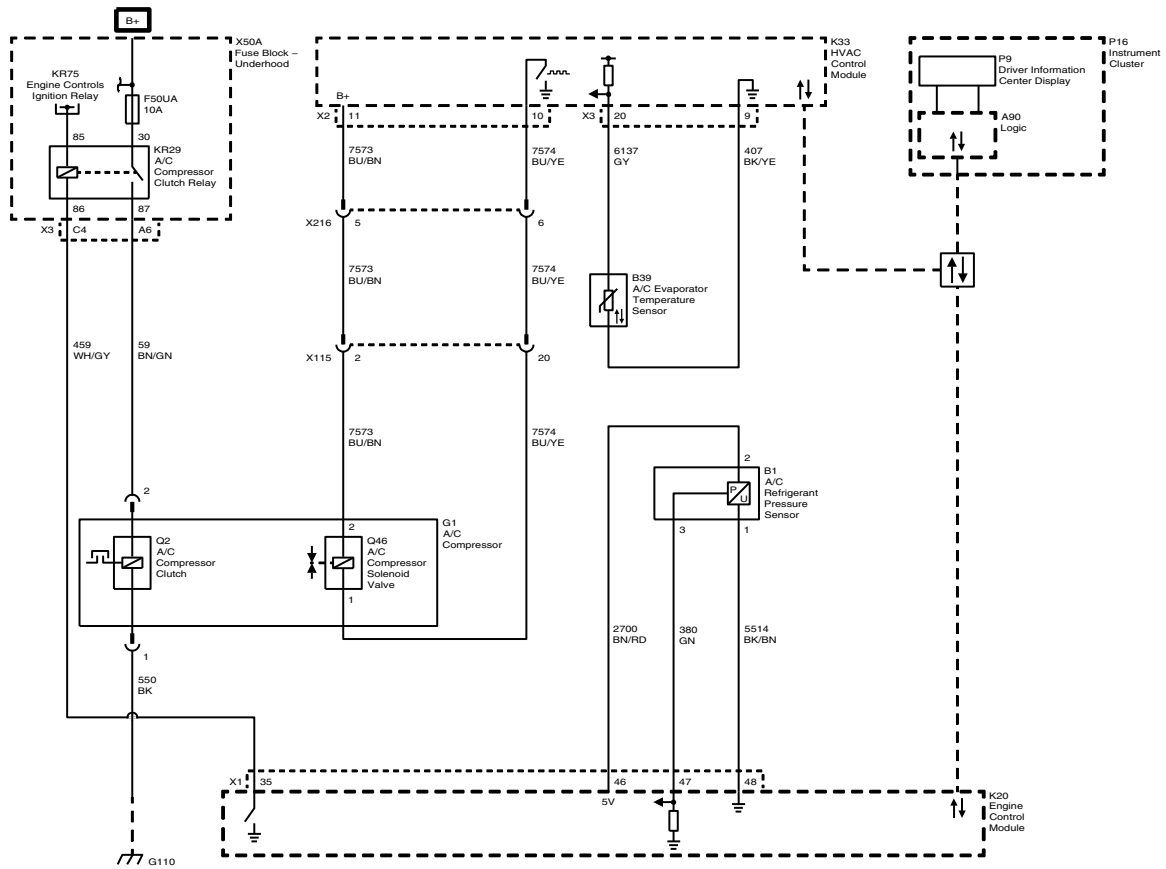 B+
X50A
Fuse Block –
Underhood
KR75
Engine Controls
Ignition Relay
F50UA
10A
85
30
KR29
A/C
Compressor
Clutch Relay
86
87
X3
C4
A6
K33
HVAC
Control
Module
B+
X2
11
10
X3
20
9
P16
Instrument
Cluster
P9
Driver Information
Center Display
A90
Logic
7573
BU/BN
7574
BU/YE
6137
GY
407
BK/YE
X216
5
6
7573
BU/BN
7574
BU/YE
B39
A/C Evaporator
Temperature
Sensor
459
WH/GY
59
BN/GN
X115
2
20
7573
BU/BN
7574
BU/YE
2
B1
A/C
Refrigerant
Pressure
Sensor
P
U
3
1
2
G1
A/C
Compressor
2
Q2
A/C
Compressor
Clutch
Q46
A/C
Compressor
Solenoid
Valve
1
1
550
BK
2700
BN/RD
380
GN
5514
BK/BN
X1
35
46
47
48
5V
K20
Engine
Control
Module
G110